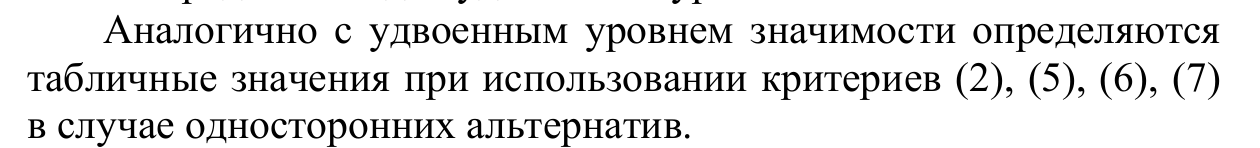 Аналогично с удвоенным уровнем значимости определяются
табличные значения при использовании критериев (2), (5), (6), (7)
в случае односторонних альтернатив.